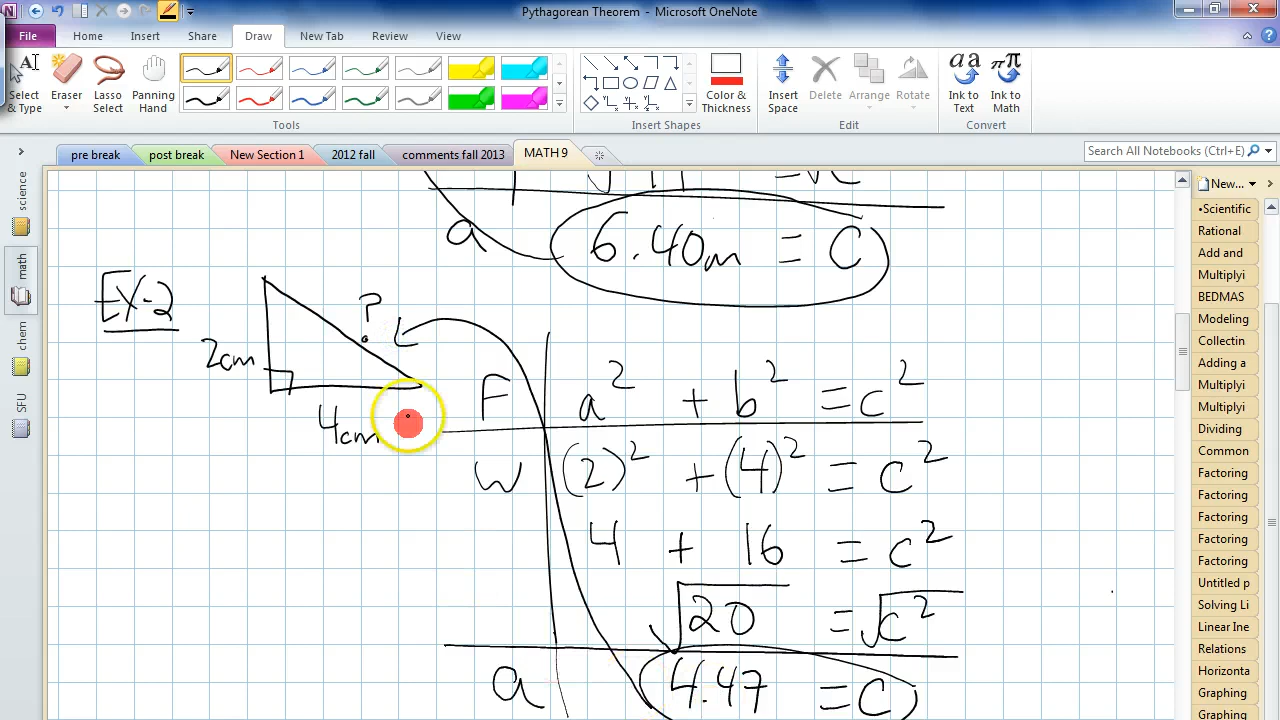 Pythagorean Theorem - Microsoft OneNote
File Home Insert Share Draw New Tab Review View
Select & Type
Eraser
Lasso Select
Panning Hand
Color & Thickness
Insert Space
Delete
Arrange
Rotate
Ink to Text
Ink to Math
Tools Insert Shapes Edit Convert
pre break post break New Section 1 2012 fall comments fall 2013 MATH 9 Search All Notebooks (Ctrl+E)
science
math
chem
SFU
a 6.40m = C
EX-2
?
2cm
4cm
F a² + b² = c²
W (2)² + (4)² = c²
4 + 16 = c²
√20 = √c²
a 4.47 = C
New...
•Scientific
Rational
Add and
Multiplyi
BEDMAS
Modeling
Collectin
Adding a
Multiplyi
Multiplyi
Dividing
Common
Factoring
Factoring
Factoring
Factoring
Factoring
Untitled p
Solving Li
Linear Ine
Relations
Horizonta
Graphing
Graphing